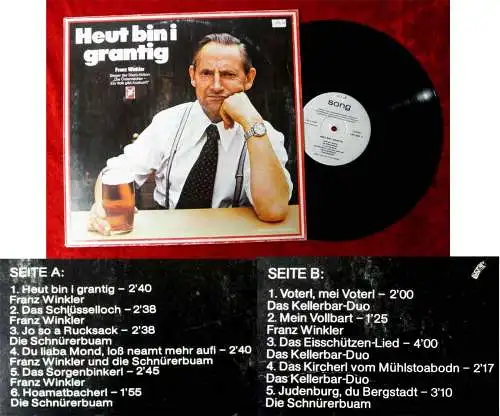 Heut bin i
grantig
Franz Winkler
song
SEITE A:
1. Heut bin i grantig – 2'40
Franz Winkler
2. Das Schlüsselloch – 2'38
Franz Winkler
3. Jo so a Rucksack – 2'38
Die Schnürerbuam
4. Du liaba Mond, loß neamt mehr aufi – 2'40
Franz Winkler und die Schnürerbuam
5. Das Sorgenbinkerl – 2'45
Franz Winkler
6. Hoamatbacherl – 1'55
Die Schnürerbuam
SEITE B:
1. Voterl, mei Voterl – 2'00
Das Kellerbar-Duo
2. Mein Vollbart – 1'25
Franz Winkler
3. Das Eisschützen-Lied – 4'00
Das Kellerbar-Duo
4. Das Kircherl vom Mühlstoabodn – 2'17
Das Kellerbar-Duo
5. Judenburg, du Bergstadt – 3'10
Die Schnürerbuam